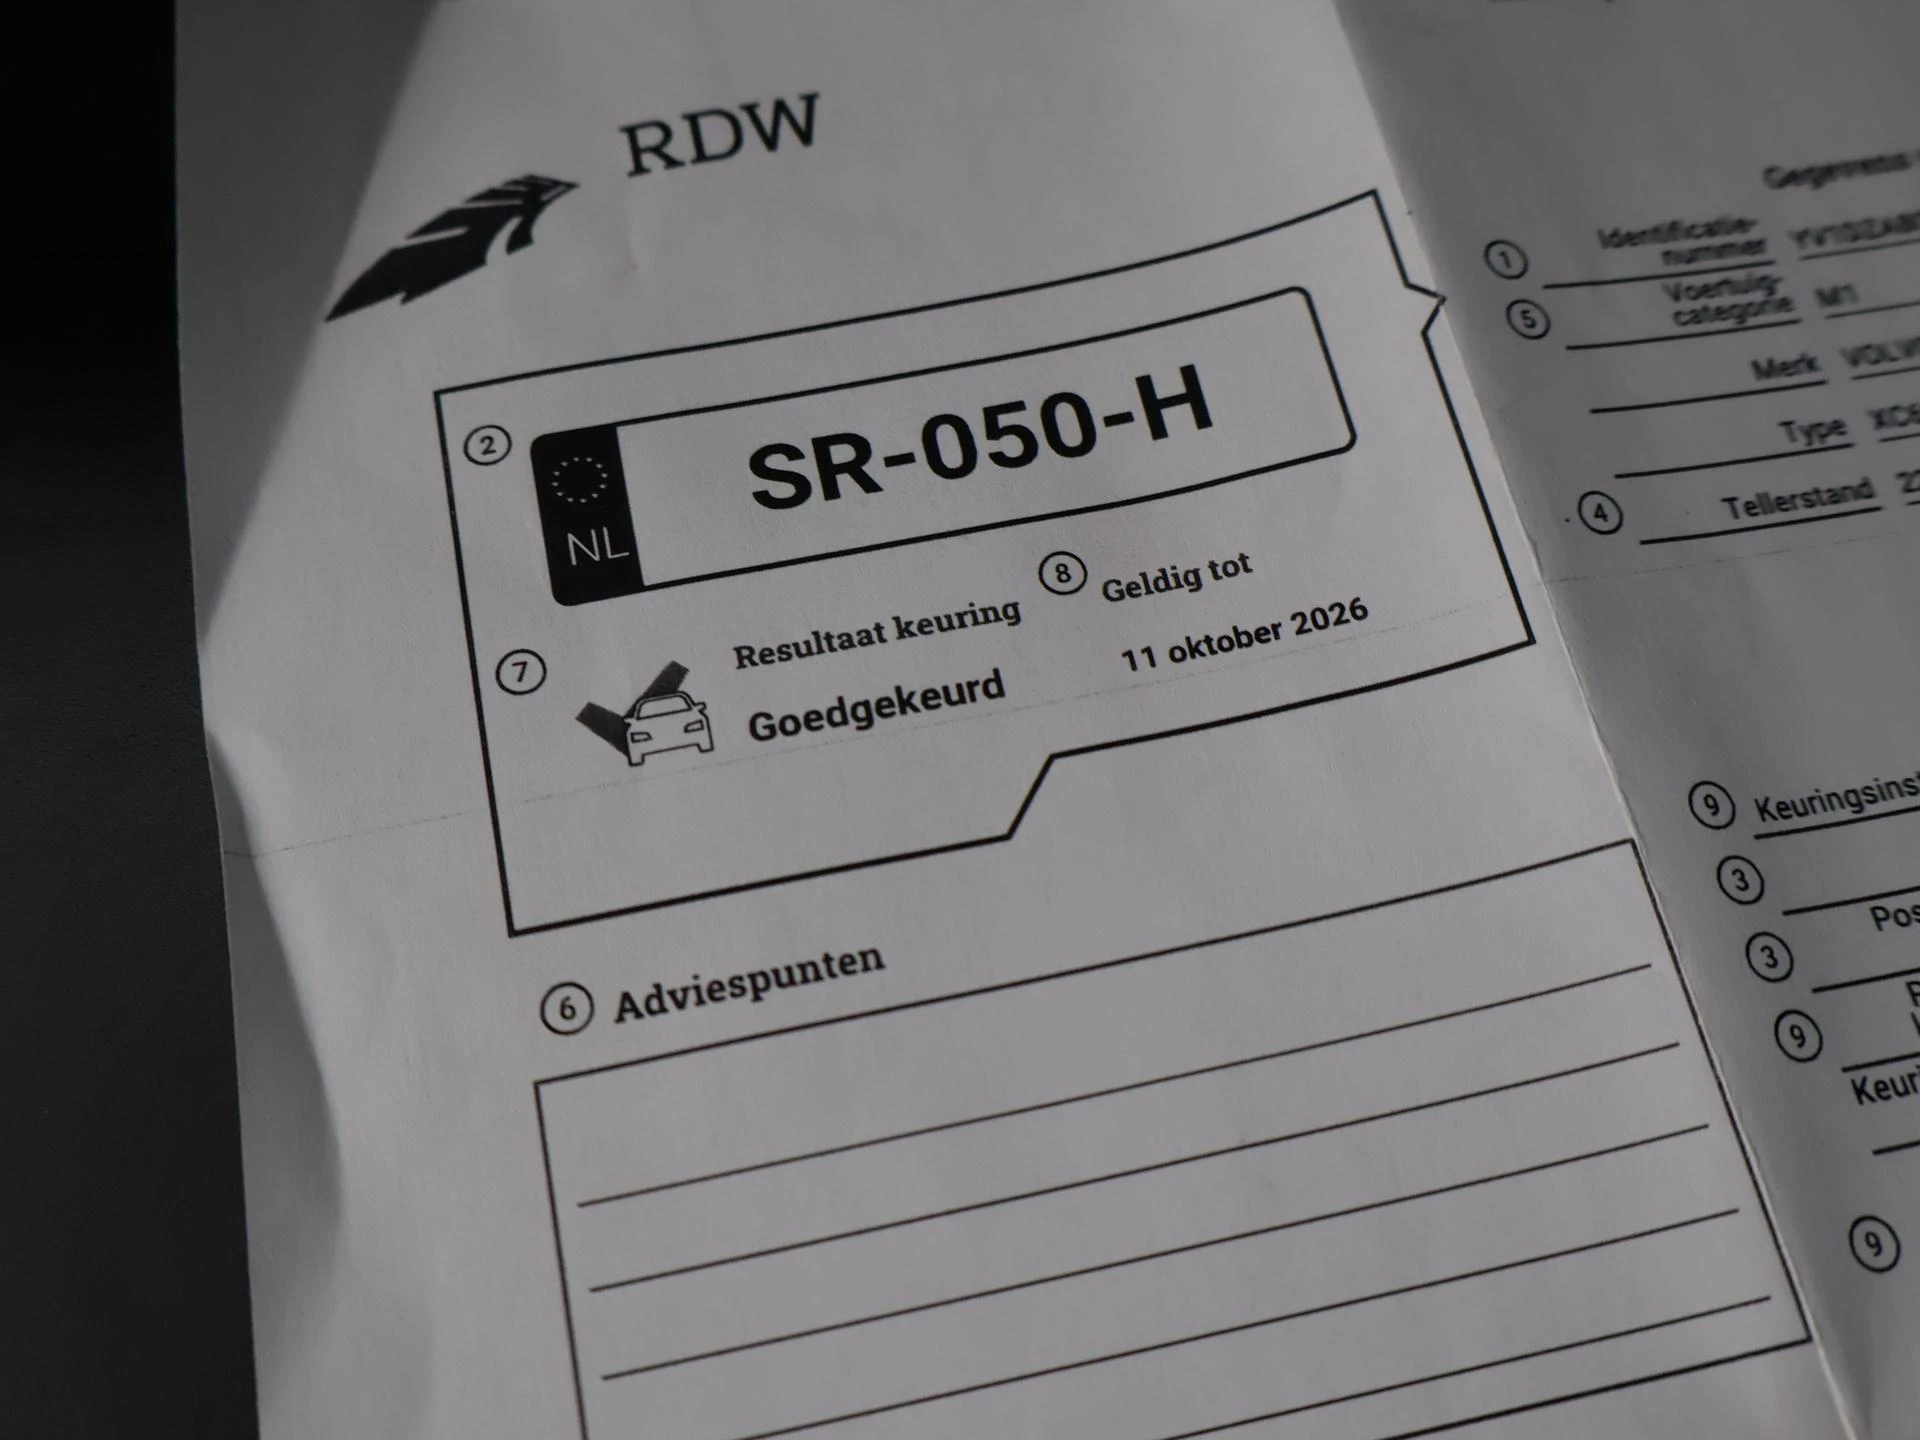 RDW
2
SR-050-H
NL
7
Resultaat keuring
Goedgekeurd
8
Geldig tot
11 oktober 2026
6 Adviespunten
1
Identificatie-
nummer
5
Voertuig-
categorie M1
Merk
Type
4 Tellerstand
9
3
3
9
9